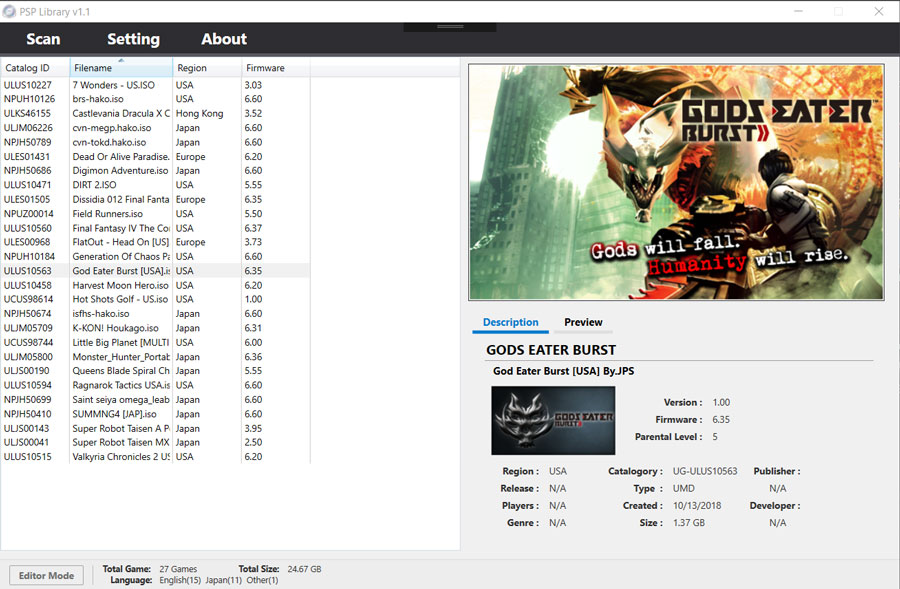 PSP Library v1.1
Scan Setting About
Catalog ID Filename Region Firmware
ULUS10227 7 Wonders - US.ISO USA 3.03
NPUH10126 brs-hako.iso USA 6.60
ULKS46155 Castlevania Dracula X C Hong Kong 3.52
ULJM06226 cvn-megp.hako.iso Japan 6.60
NPJH50789 cvn-tokd.hako.iso Japan 6.60
ULES01431 Dead Or Alive Paradise. Europe 6.20
NPJH50686 Digimon Adventure.iso Japan 6.60
ULUS10471 DIRT 2.ISO USA 5.55
ULES01505 Dissidia 012 Final Fanta Europe 6.35
NPUZ00014 Field Runners.iso USA 5.50
ULUS10560 Final Fantasy IV The Cor USA 6.37
ULES00968 FlatOut - Head On [US] Europe 3.73
NPUH10184 Generation Of Chaos Pa USA 6.60
ULUS10563 God Eater Burst [USA].is USA 6.35
ULUS10458 Harvest Moon Hero.iso USA 6.20
UCUS98614 Hot Shots Golf - US.iso USA 1.00
NPJH50674 isfhs-hako.iso Japan 6.60
ULJM05709 K-KON! Houkago.iso Japan 6.31
UCUS98744 Little Big Planet [MULTI USA 6.00
ULJM05800 Monster_Hunter_Portab Japan 6.36
ULJS00190 Queens Blade Spiral Ch Japan 5.55
ULUS10594 Ragnarok Tactics USA.is USA 6.60
NPJH50699 Saint seiya omega_leab Japan 6.60
NPJH50410 SUMMNG4 [JAP].iso Japan 6.60
ULJS00143 Super Robot Taisen A P Japan 3.95
ULJS00041 Super Robot Taisen MX Japan 2.50
ULUS10515 Valkyria Chronicles 2 US USA 6.20
GODS EATER
BURST
Gods will fall.
Humanity will rise.
Description Preview
GODS EATER BURST
God Eater Burst [USA] By.JPS
GODS EATER
BURST
Version : 1.00
Firmware : 6.35
Parental Level : 5
Region : USA Catalogory : UG-ULUS10563 Publisher :
Release : N/A Type : UMD N/A
Players : N/A Created : 10/13/2018 Developer :
Genre : N/A Size : 1.37 GB N/A
Editor Mode
Total Game: 27 Games Total Size: 24.67 GB
Language: English(15) Japan(11) Other(1)